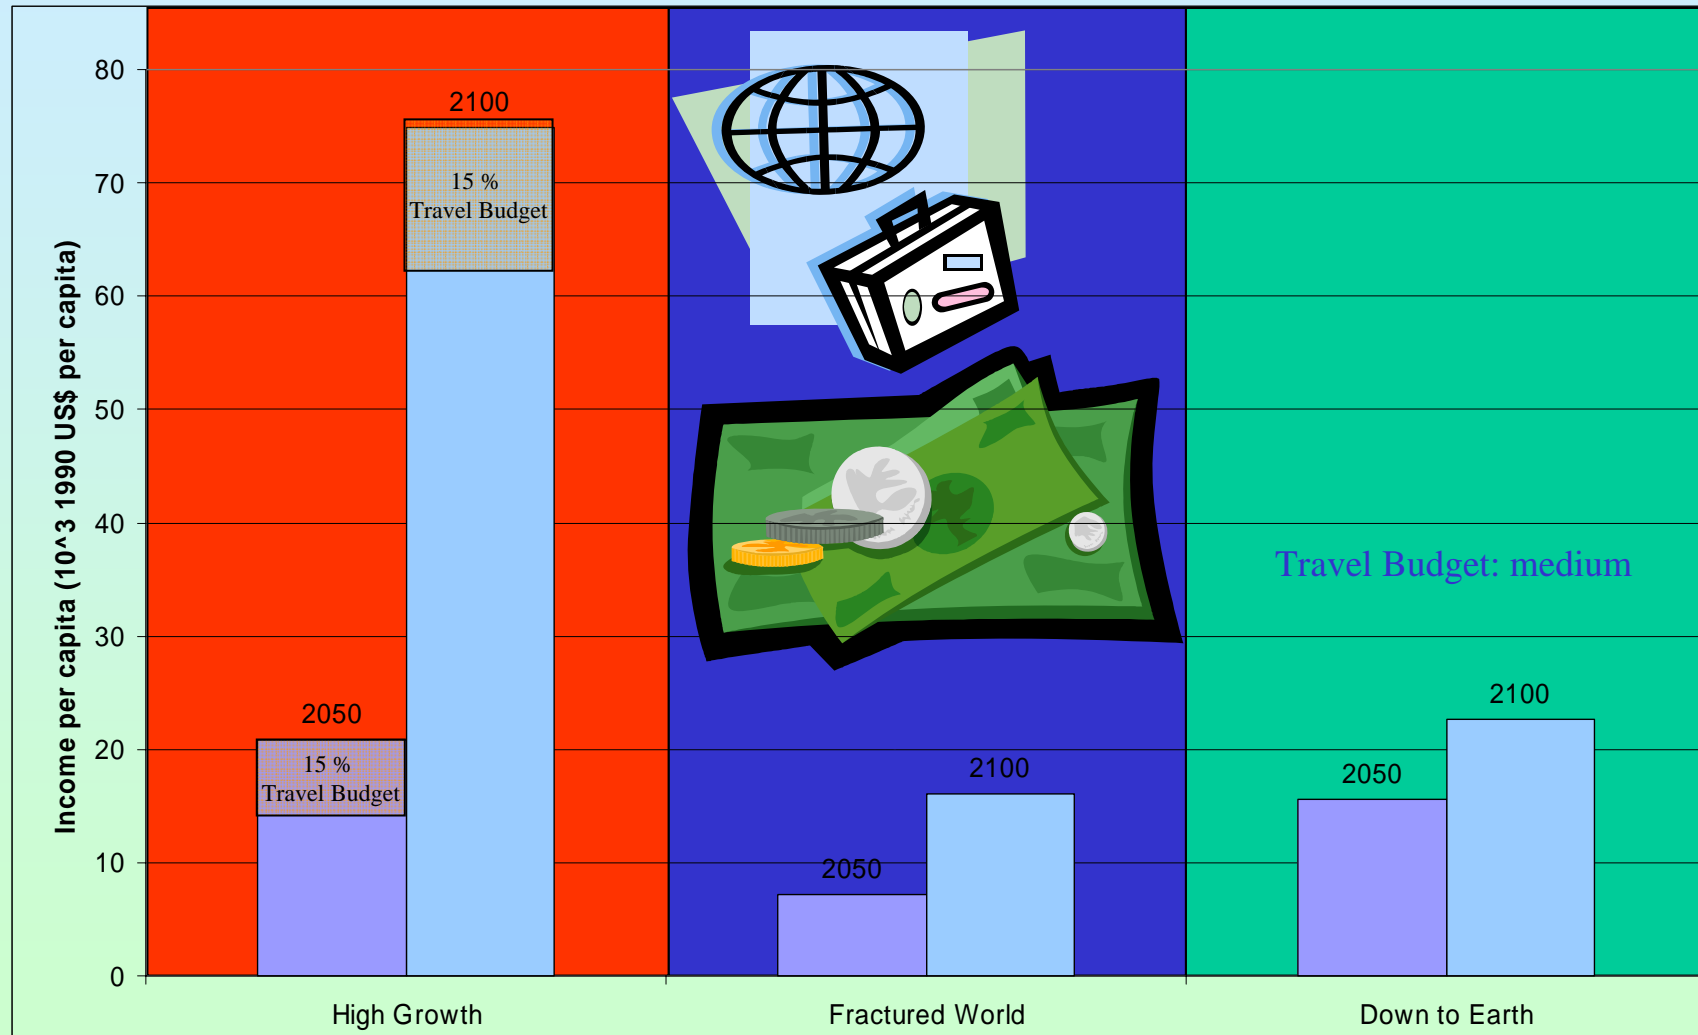 Income per capita (10^3 1990 US$ per capita)
80
70
60
50
40
30
20
10
0
2100
15 %
Travel Budget
2050
15 %
Travel Budget
2100
2050
Travel Budget: medium
2100
2050
High Growth
Fractured World
Down to Earth